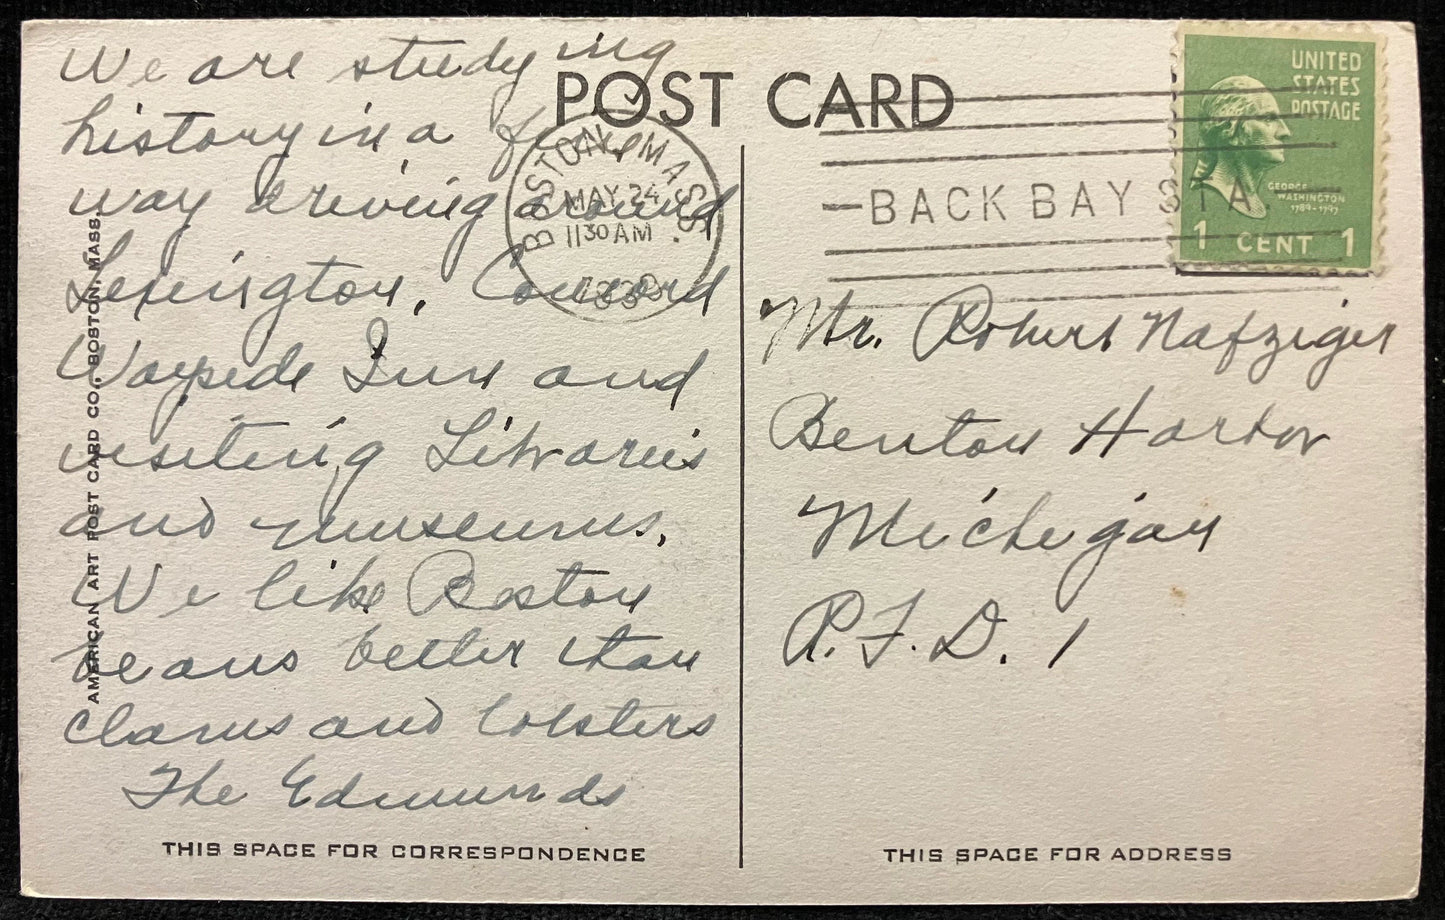 We are studying
history in a
way driving around
Lexington, Concord
Wayside Inn and
visiting Libraries
and museums.
We like Boston
beans better than
clams and lobsters
The Edmunds
THIS SPACE FOR CORRESPONDENCE
AMERICAN ART POST CARD CO., BOSTON, MASS.
POST CARD
BOSTON MASS.
MAY 24
11 30 AM
BACK BAY STA.
UNITED
STATES
POSTAGE
GEORGE
WASHINGTON
1789-1797
1 CENT 1
Mr. Robert Nafziger
Benton Harbor
Michigan
R.F.D. 1
THIS SPACE FOR ADDRESS